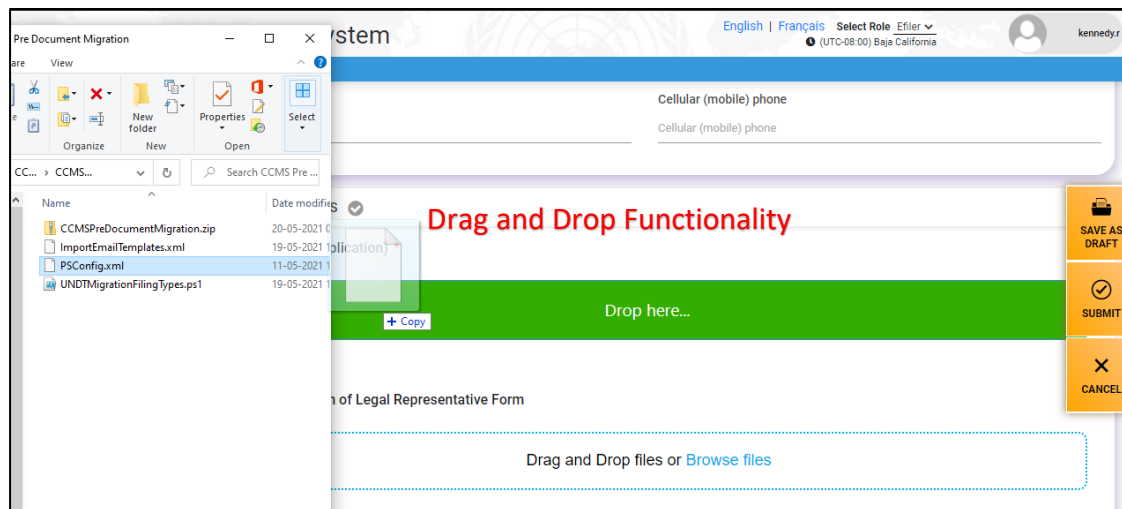 Pre Document Migration
ystem
English | Français Select Role Efiler
(UTC-08:00) Baja California
kennedy.r
are View
New folder
Properties
Select
Organize New Open
CC... > CCMS...
Search CCMS Pre ...
Name Date modifie
CCMSPreDocumentMigration.zip 20-05-2021 0
ImportEmailTemplates.xml 19-05-2021 1
PSConfig.xml 11-05-2021 1
UNDTMigrationFilingTypes.ps1 19-05-2021 1
Cellular (mobile) phone
Cellular (mobile) phone
S
Drag and Drop Functionality
plication) *
+ Copy
Drop here...
n of Legal Representative Form
Drag and Drop files or Browse files
SAVE AS
DRAFT
SUBMIT
CANCEL